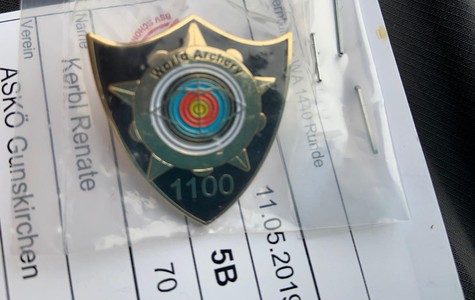 World Archery
1100
Verein
ASKÖ Gunskirchen
Name
Kerbl Renate
WA 1440 Runde
11.05.2019
5B
70